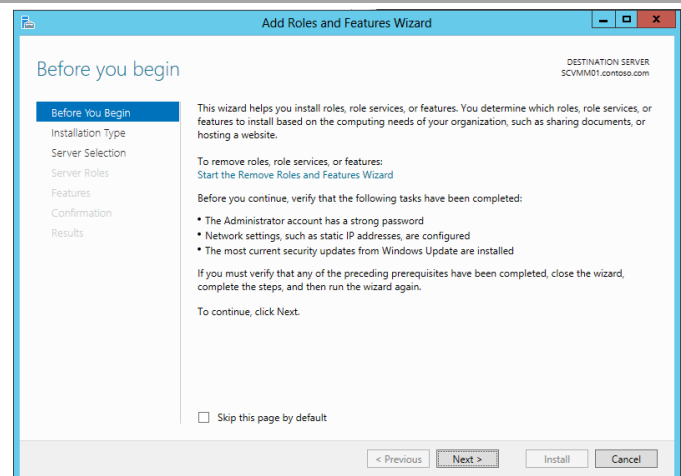 Add Roles and Features Wizard
Before you begin
DESTINATION SERVER
SCVMM01.contoso.com
Before You Begin
Installation Type
Server Selection
Server Roles
Features
Confirmation
Results
This wizard helps you install roles, role services, or features. You determine which roles, role services, or
features to install based on the computing needs of your organization, such as sharing documents, or
hosting a website.
To remove roles, role services, or features:
Start the Remove Roles and Features Wizard
Before you continue, verify that the following tasks have been completed:
• The Administrator account has a strong password
• Network settings, such as static IP addresses, are configured
• The most current security updates from Windows Update are installed
If you must verify that any of the preceding prerequisites have been completed, close the wizard,
complete the steps, and then run the wizard again.
To continue, click Next.
Skip this page by default
< Previous
Next >
Install
Cancel